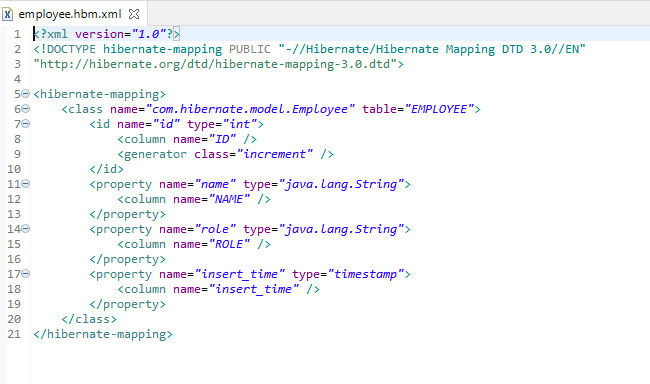 employee.hbm.xml
1 <?xml version="1.0"?>
2 <!DOCTYPE hibernate-mapping PUBLIC "-//Hibernate/Hibernate Mapping DTD 3.0//EN"
3 "http://hibernate.org/dtd/hibernate-mapping-3.0.dtd">
4
5 <hibernate-mapping>
6     <class name="com.hibernate.model.Employee" table="EMPLOYEE">
7         <id name="id" type="int">
8             <column name="ID" />
9             <generator class="increment" />
10         </id>
11         <property name="name" type="java.lang.String">
12             <column name="NAME" />
13         </property>
14         <property name="role" type="java.lang.String">
15             <column name="ROLE" />
16         </property>
17         <property name="insert_time" type="timestamp">
18             <column name="insert_time" />
19         </property>
20     </class>
21 </hibernate-mapping>